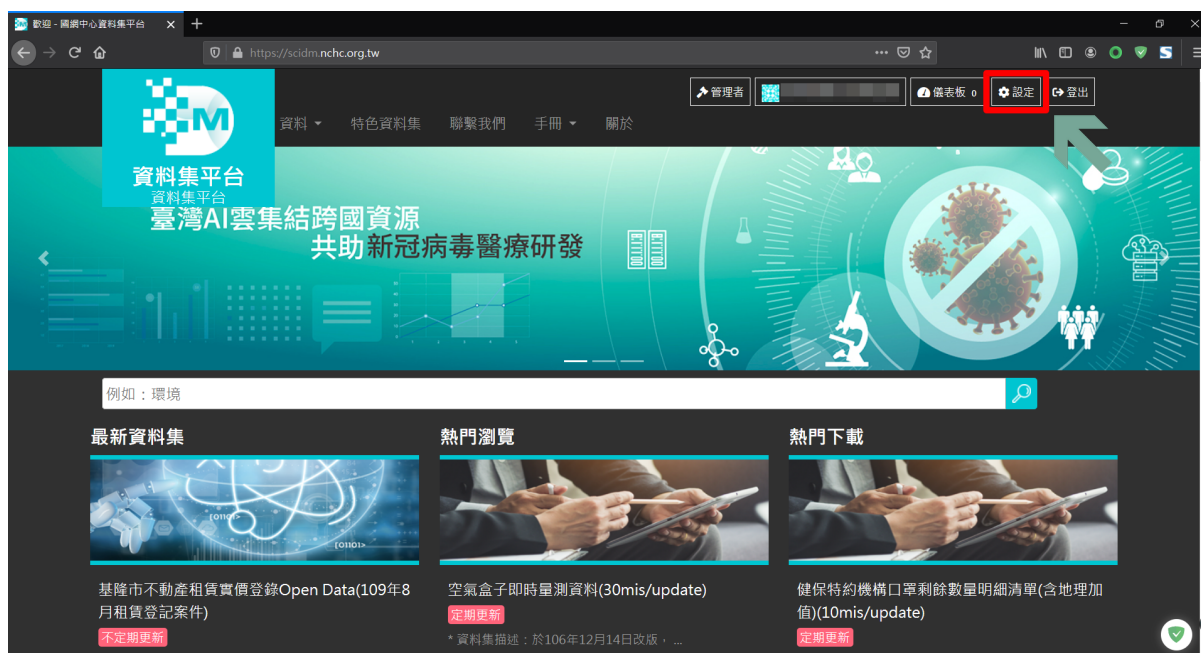 歡迎 - 國網中心資料集平台
https://scidm.nchc.org.tw
管理者
儀表板 0
設定
登出
M
資料集平台
資料集平台
資料
特色資料集
聯繫我們
手冊
關於
臺灣AI雲集結跨國資源
共助新冠病毒醫療研發
例如：環境
最新資料集
熱門瀏覽
熱門下載
[01101>
[01101>
基隆市不動產租賃實價登錄Open Data(109年8
月租賃登記案件)
不定期更新
空氣盒子即時量測資料(30mis/update)
定期更新
* 資料集描述：於106年12月14日改版， ...
健保特約機構口罩剩餘數量明細清單(含地理加
值)(10mis/update)
定期更新